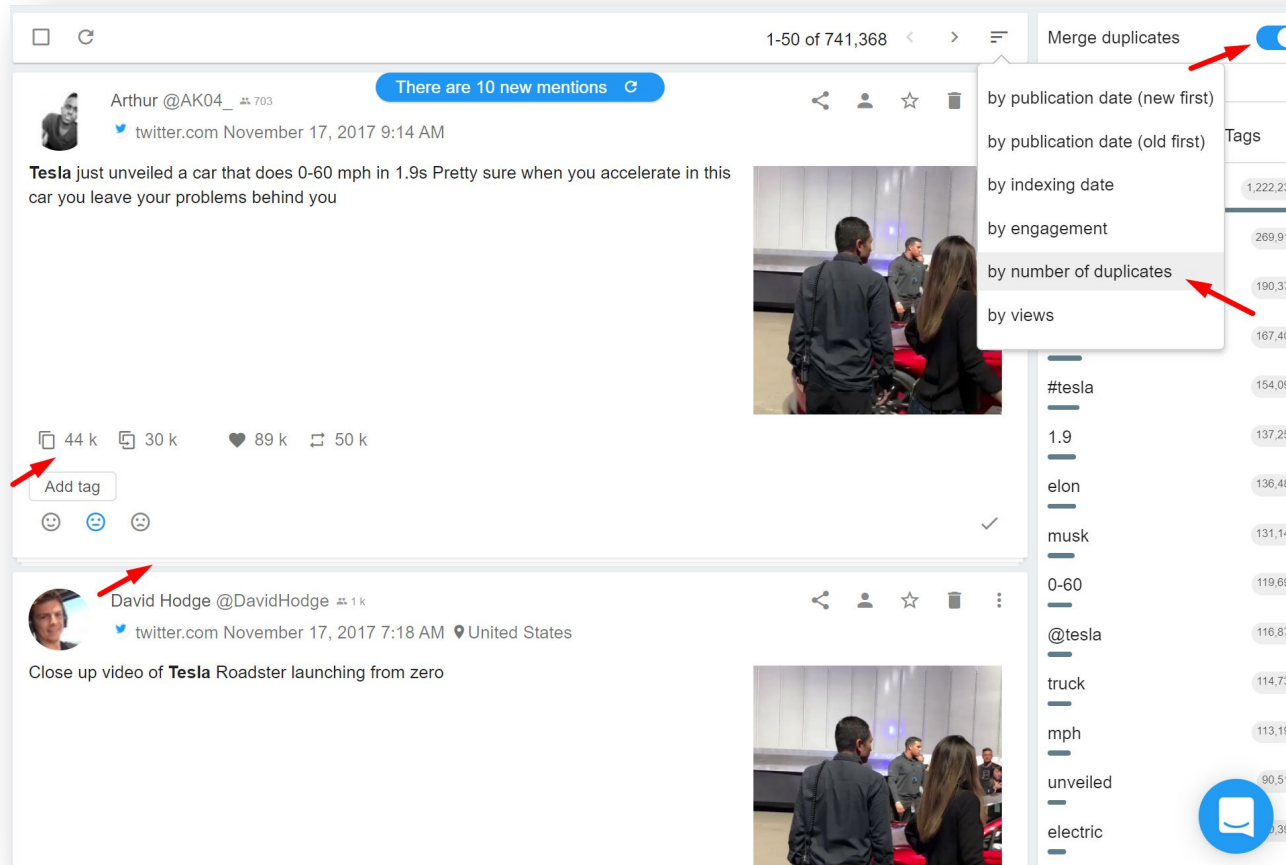 1-50 of 741,368
Merge duplicates
There are 10 new mentions
Arthur @AK04_ 703
twitter.com November 17, 2017 9:14 AM
Tesla just unveiled a car that does 0-60 mph in 1.9s Pretty sure when you accelerate in this
car you leave your problems behind you
by publication date (new first)
by publication date (old first)
by indexing date
by engagement
by number of duplicates
by views
44 k 30 k 89 k 50 k
Add tag
David Hodge @DavidHodge 1 k
twitter.com November 17, 2017 7:18 AM United States
Close up video of Tesla Roadster launching from zero
Tags
#tesla
1.9
elon
musk
0-60
@tesla
truck
mph
unveiled
electric